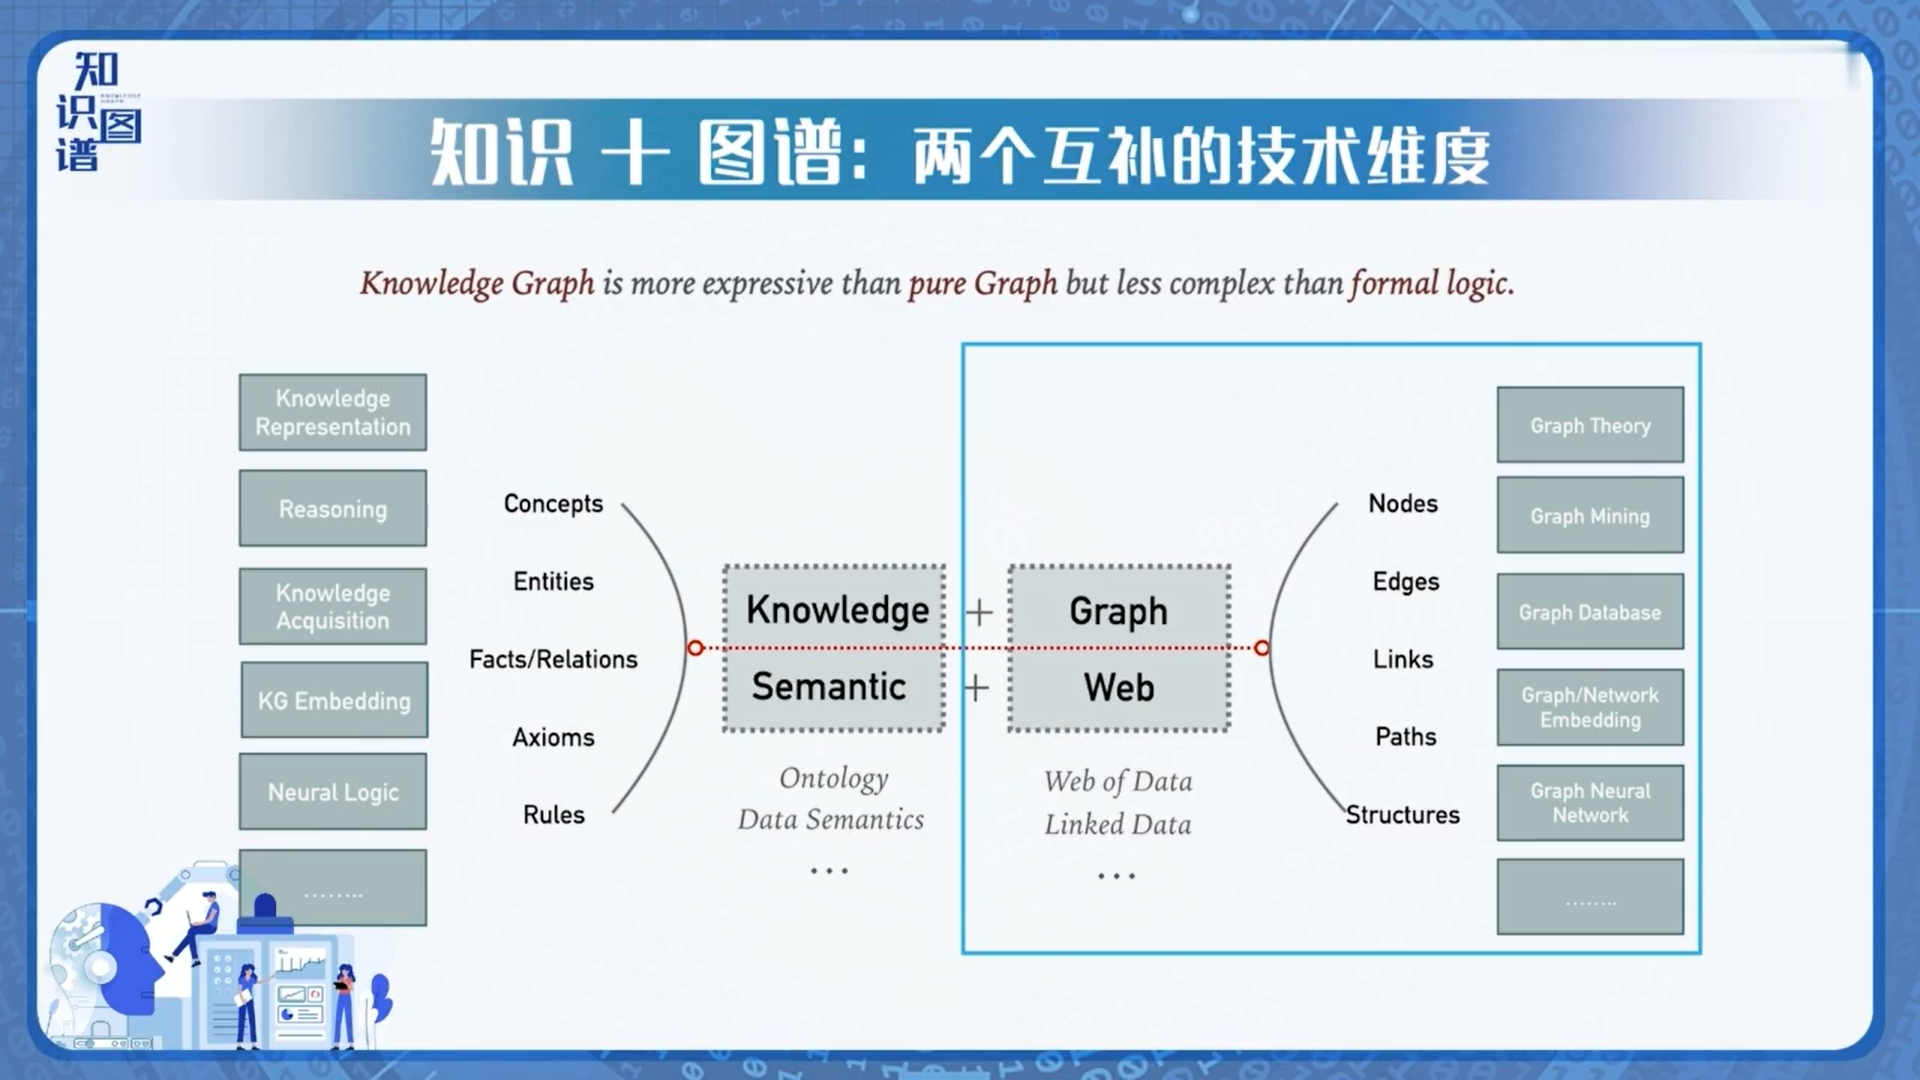 知
识图
谱
KNOWLEDGE
GRAPH
知识 + 图谱：两个互补的技术维度
Knowledge Graph is more expressive than pure Graph but less complex than formal logic.
Knowledge
Representation
Reasoning
Knowledge
Acquisition
KG Embedding
Neural Logic
........
Concepts
Entities
Facts/Relations
Axioms
Rules
Knowledge + Graph
Semantic + Web
Ontology
Data Semantics
...
Web of Data
Linked Data
...
Nodes
Edges
Links
Paths
Structures
Graph Theory
Graph Mining
Graph Database
Graph/Network
Embedding
Graph Neural
Network
........